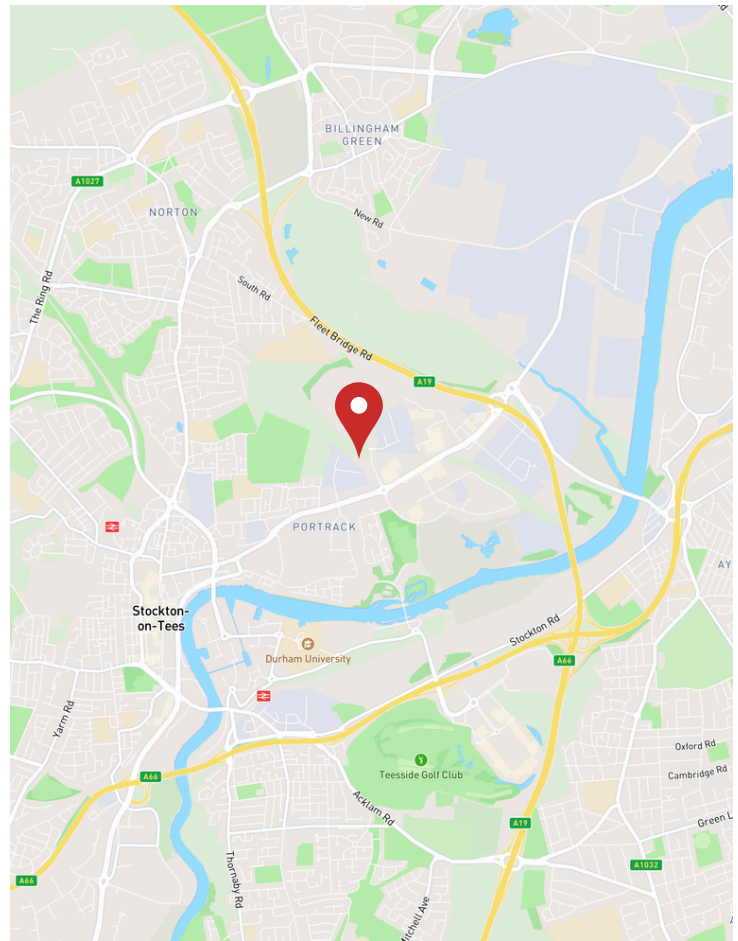 BILLINGHAM
GREEN
A1027
NORTON
New Rd
The Ring Rd
South Rd
Fleet Bridge Rd
A19
PORTRACK
AY
Stockton-
on-Tees
Stockton Rd
Durham University
A66
Yarm Rd
Oxford Rd
Teesside Golf Club
Cambridge Rd
A66
Acklam Rd
A19
Green L
A1032
Thornaby Rd
A66
Mitchell Ave